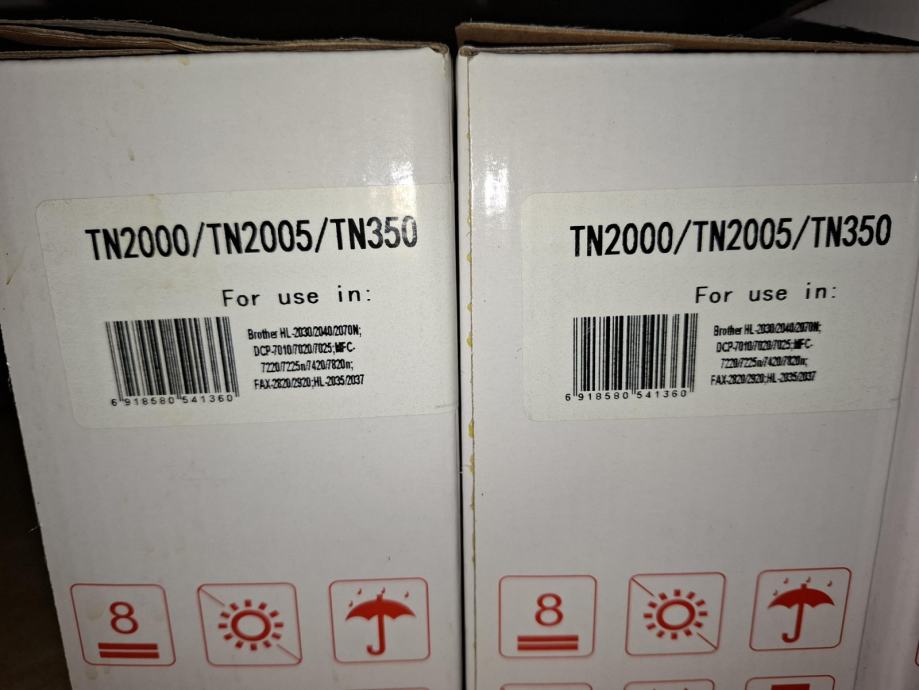 TN2000/TN2005/TN350
For use in:
Brother HL-2030/2040/2070N;
DCP-7010/7020/7025;MFC-
7220/7225n/7420/7820n;
FAX-2820/2920;HL-2035/2037
6 918580 541360
8
TN2000/TN2005/TN350
For use in:
Brother HL-2030/2040/2070N;
DCP-7010/7020/7025;MFC-
7220/7225n/7420/7820n;
FAX-2820/2920;HL-2035/2037
6 918580 541360
8